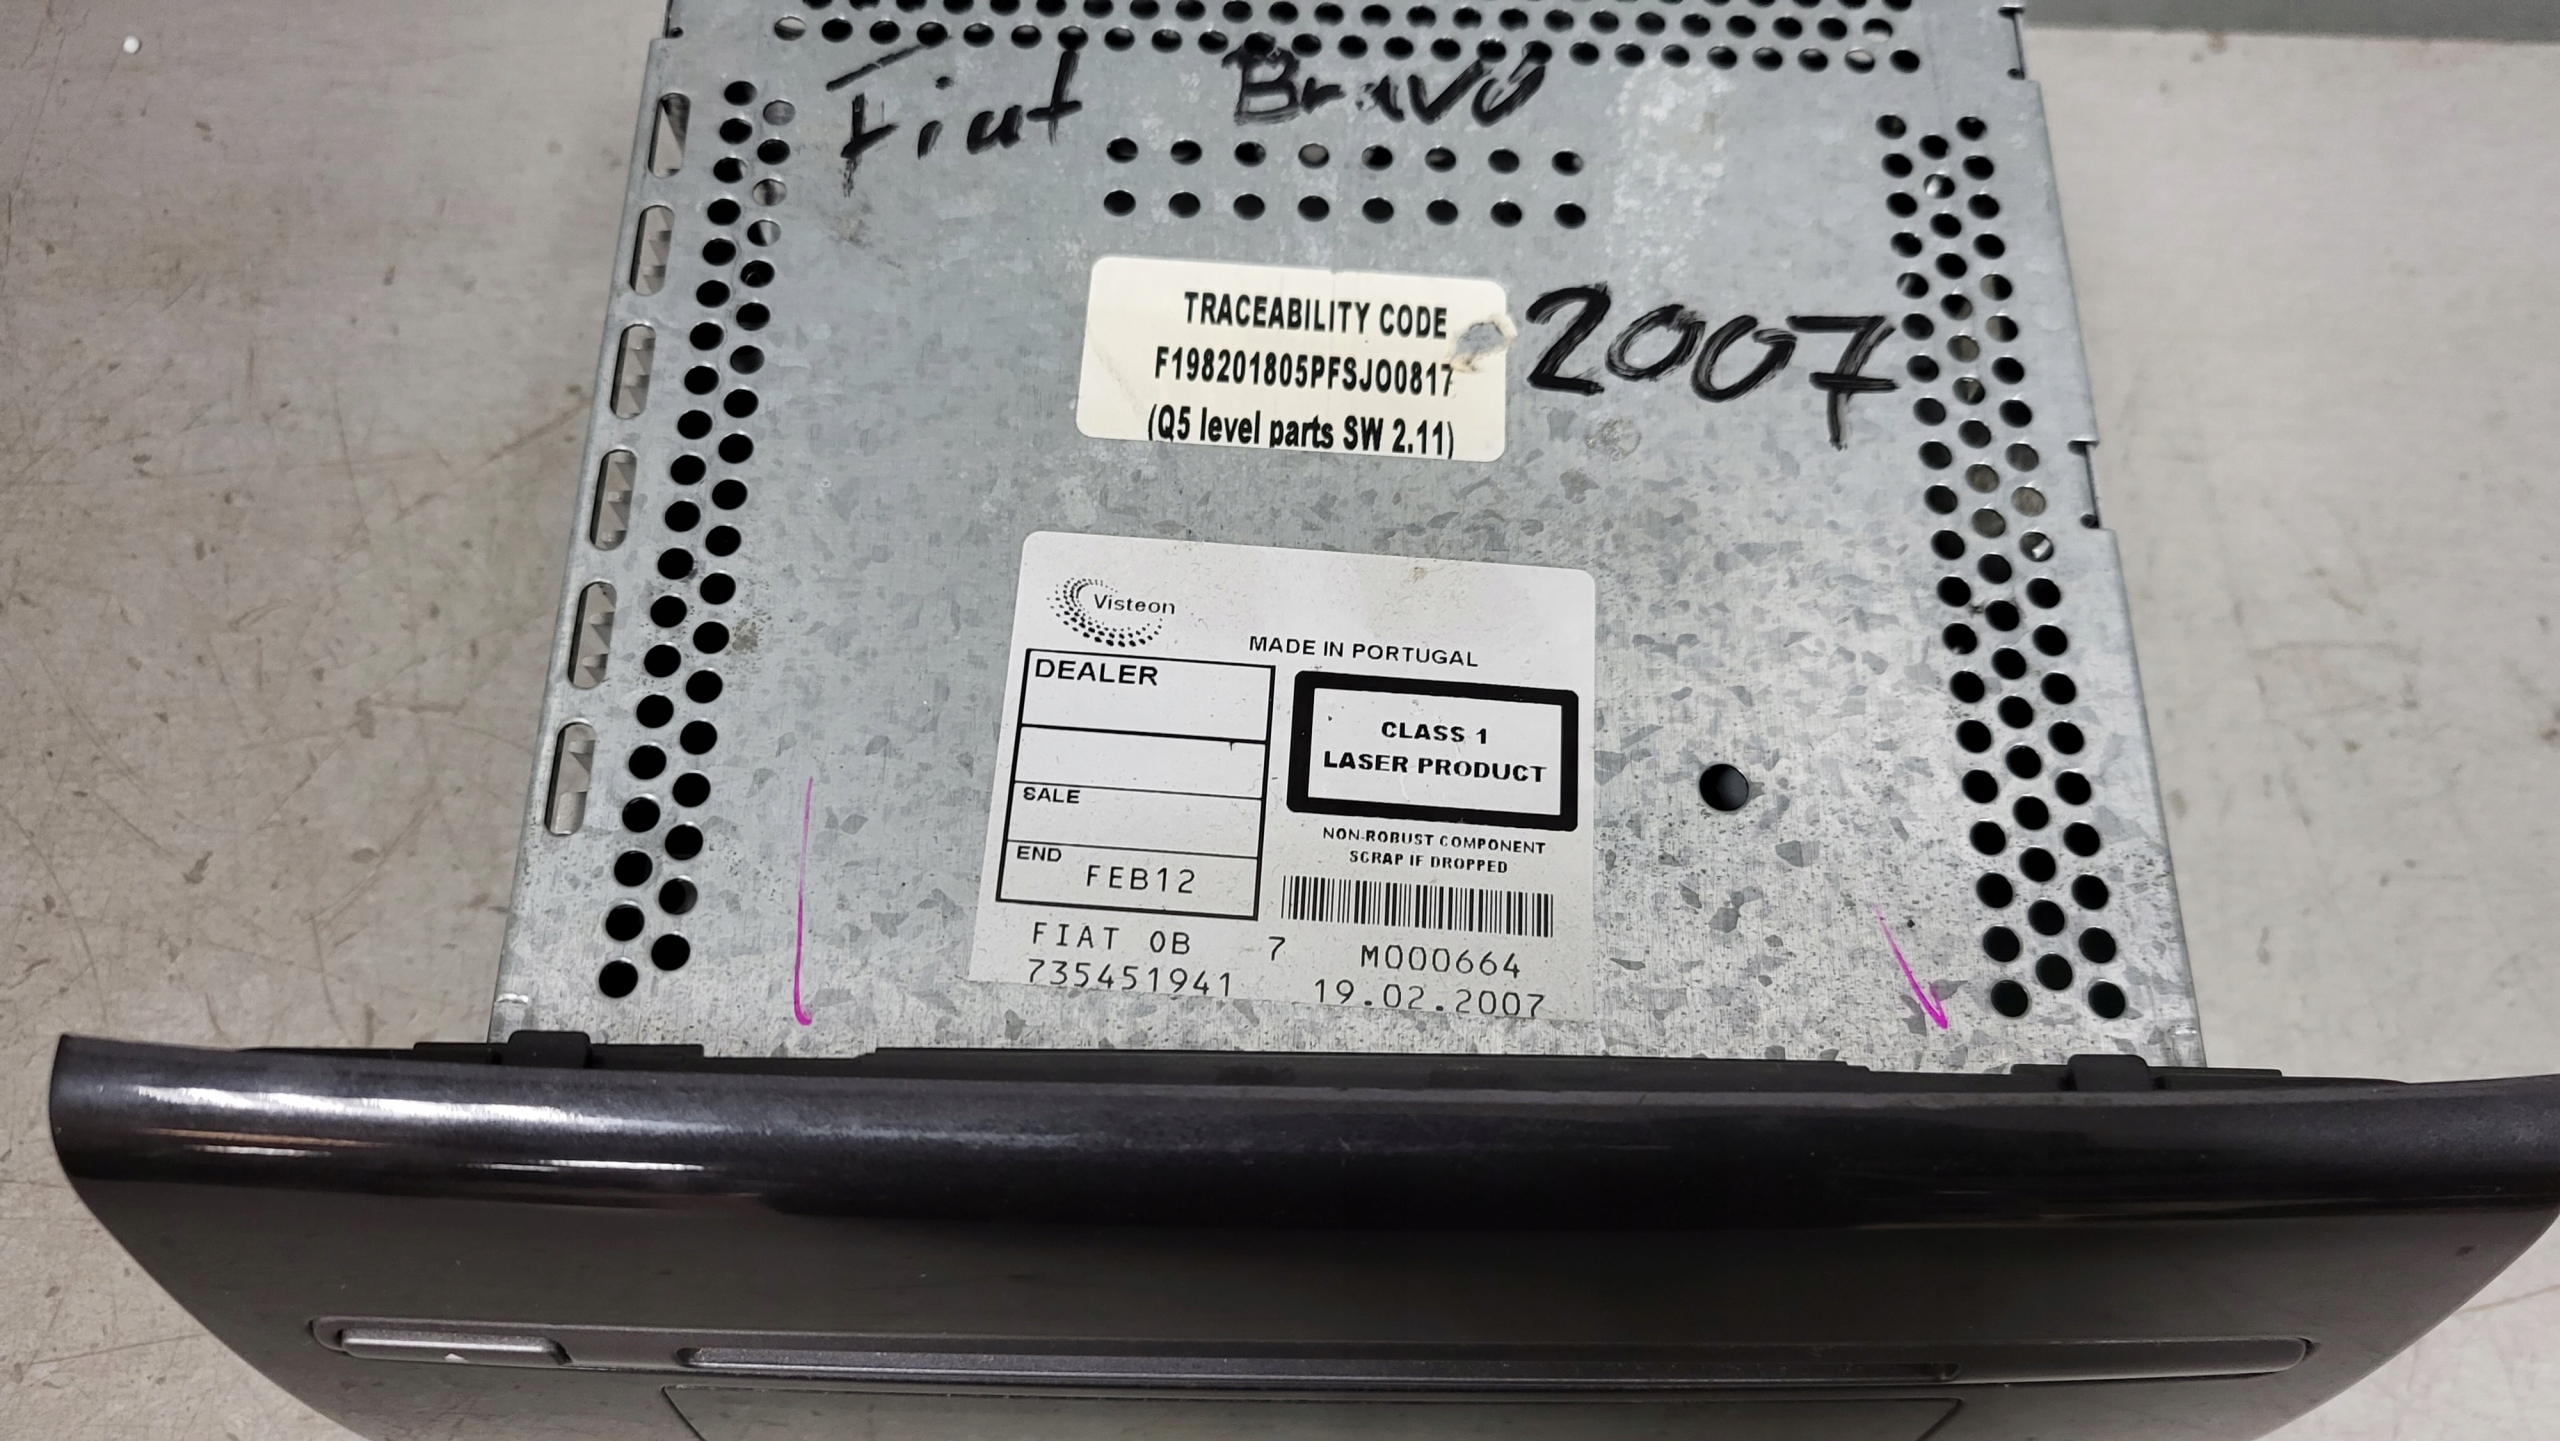 Fiat Bravo
2007
TRACEABILITY CODE
F198201805PFSJO0817
(Q5 level parts SW 2.11)
Visteon
MADE IN PORTUGAL
DEALER
SALE
END FEB12
CLASS 1
LASER PRODUCT
NON-ROBUST COMPONENT
SCRAP IF DROPPED
FIAT 0B 7 M000664
735451941 19.02.2007